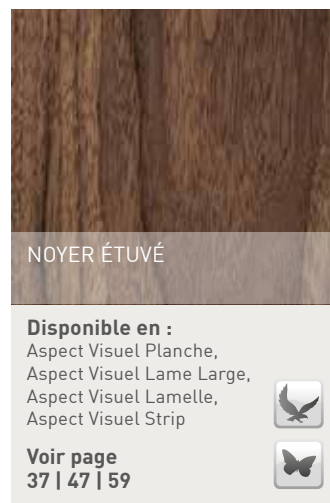 NOYER ÉTUVÉ
Disponible en :
Aspect Visuel Planche,
Aspect Visuel Lame Large,
Aspect Visuel Lamelle,
Aspect Visuel Strip
Voir page
37 | 47 | 59